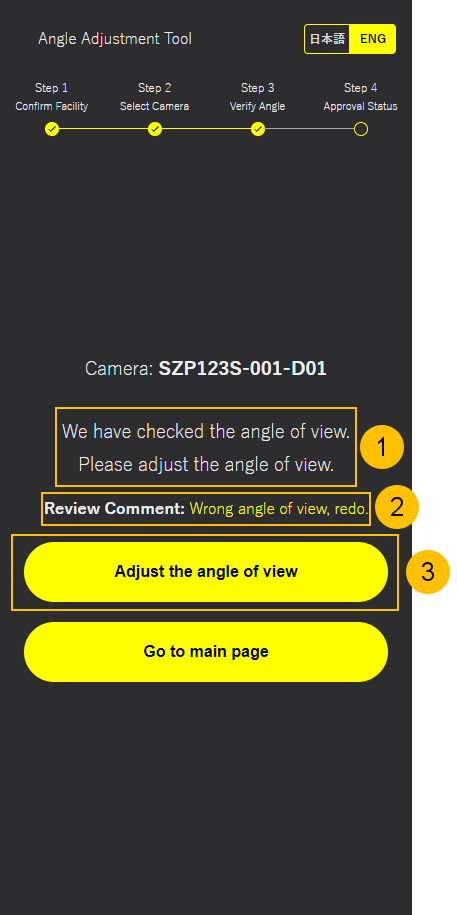 Angle Adjustment Tool
日本語 ENG
Step 1 Step 2 Step 3 Step 4
Confirm Facility Select Camera Verify Angle Approval Status
Camera: SZP123S-001-D01
We have checked the angle of view.
Please adjust the angle of view.
1
Review Comment: Wrong angle of view, redo.
2
Adjust the angle of view
3
Go to main page